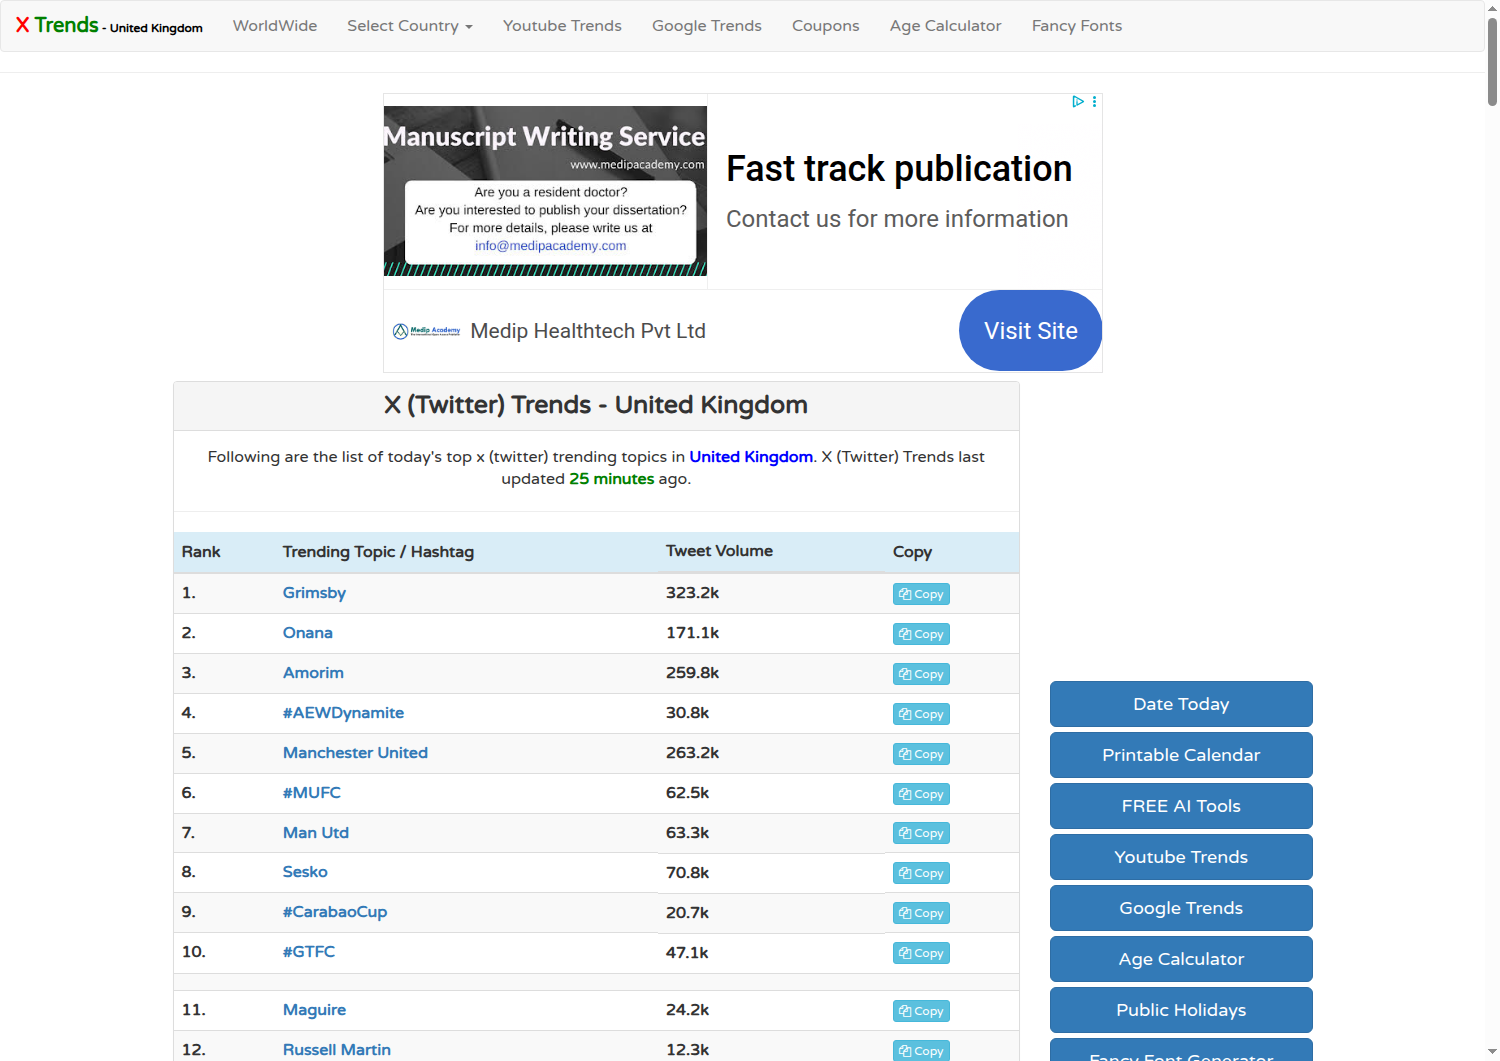 X Trends - United Kingdom WorldWide Select Country Youtube Trends Google Trends Coupons Age Calculator Fancy Fonts
Manuscript Writing Service
www.medipacademy.com
Are you a resident doctor?
Are you interested to publish your dissertation?
For more details, please write us at
info@medipacademy.com
Fast track publication
Contact us for more information
Medip Academy
Medip Healthtech Pvt Ltd
Visit Site
X (Twitter) Trends - United Kingdom
Following are the list of today's top x (twitter) trending topics in United Kingdom. X (Twitter) Trends last
updated 25 minutes ago.
Rank Trending Topic / Hashtag Tweet Volume Copy
1. Grimsby 323.2k Copy
2. Onana 171.1k Copy
3. Amorim 259.8k Copy
4. #AEWDynamite 30.8k Copy
5. Manchester United 263.2k Copy
6. #MUFC 62.5k Copy
7. Man Utd 63.3k Copy
8. Sesko 70.8k Copy
9. #CarabaoCup 20.7k Copy
10. #GTFC 47.1k Copy
11. Maguire 24.2k Copy
12. Russell Martin 12.3k Copy
Date Today
Printable Calendar
FREE AI Tools
Youtube Trends
Google Trends
Age Calculator
Public Holidays
Fancy Font Generator